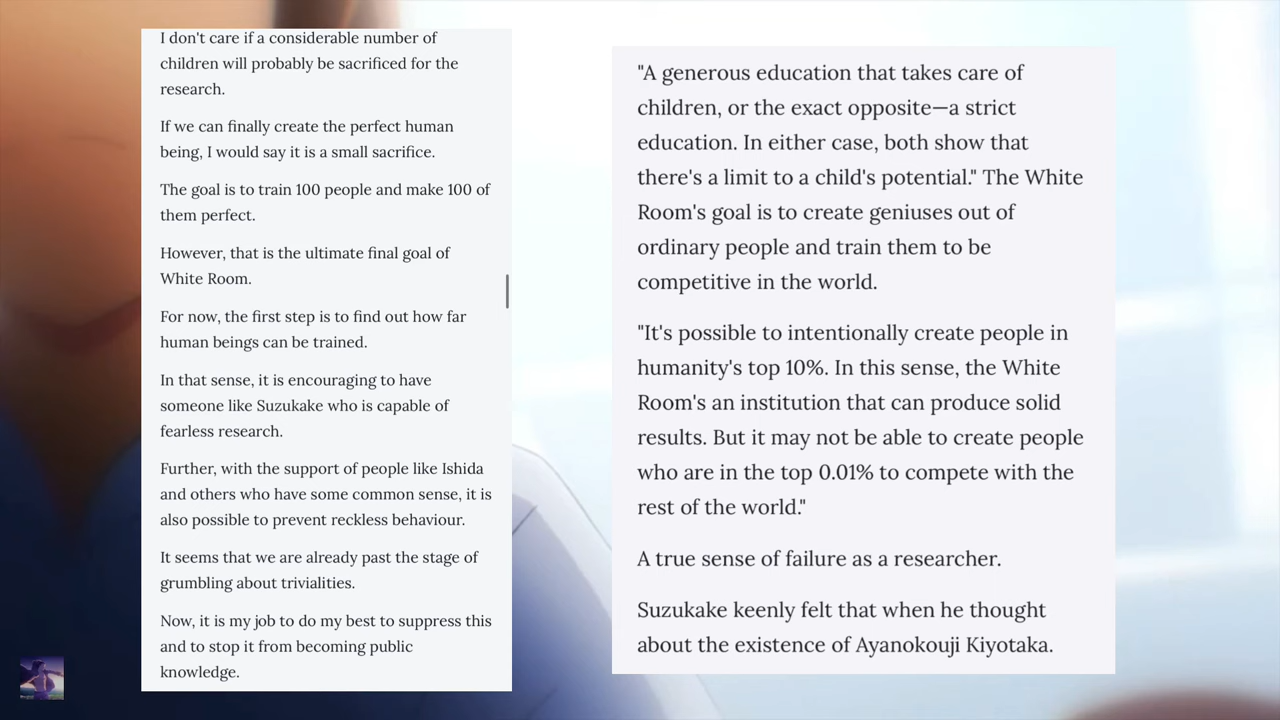 I don't care if a considerable number of
children will probably be sacrificed for the
research.
If we can finally create the perfect human
being, I would say it is a small sacrifice.
The goal is to train 100 people and make 100 of
them perfect.
However, that is the ultimate final goal of
White Room.
For now, the first step is to find out how far
human beings can be trained.
In that sense, it is encouraging to have
someone like Suzukake who is capable of
fearless research.
Further, with the support of people like Ishida
and others who have some common sense, it is
also possible to prevent reckless behaviour.
It seems that we are already past the stage of
grumbling about trivialities.
Now, it is my job to do my best to suppress this
and to stop it from becoming public
knowledge.
"A generous education that takes care of
children, or the exact opposite—a strict
education. In either case, both show that
there's a limit to a child's potential." The White
Room's goal is to create geniuses out of
ordinary people and train them to be
competitive in the world.
"It's possible to intentionally create people in
humanity's top 10%. In this sense, the White
Room's an institution that can produce solid
results. But it may not be able to create people
who are in the top 0.01% to compete with the
rest of the world."
A true sense of failure as a researcher.
Suzukake keenly felt that when he thought
about the existence of Ayanokouji Kiyotaka.